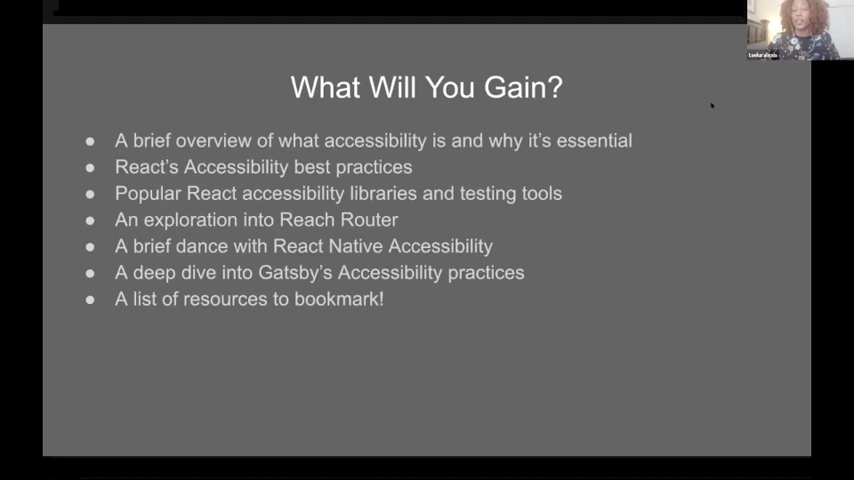 What Will You Gain?
● A brief overview of what accessibility is and why it's essential
● React's Accessibility best practices
● Popular React accessibility libraries and testing tools
● An exploration into Reach Router
● A brief dance with React Native Accessibility
● A deep dive into Gatsby's Accessibility practices
● A list of resources to bookmark!